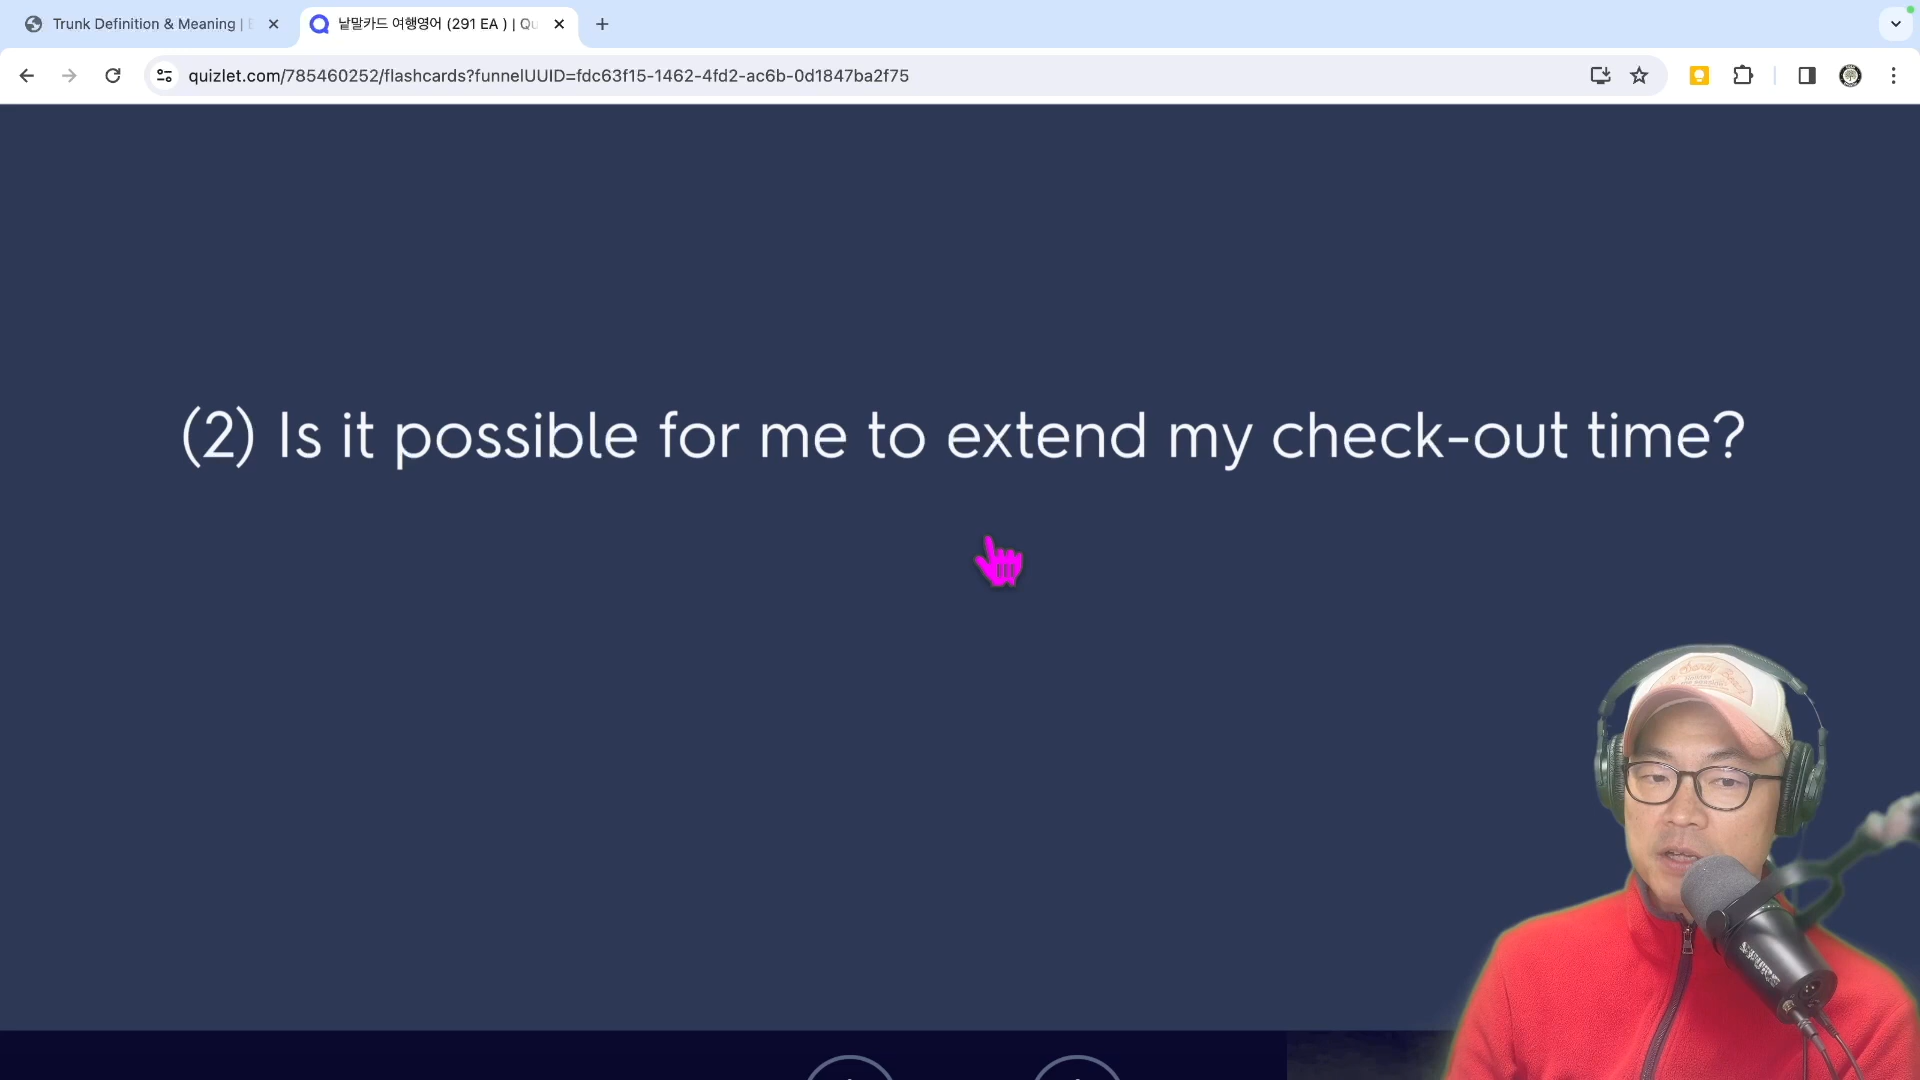 Trunk Definition & Meaning |
낱말카드 여행영어 (291 EA ) | Qu
quizlet.com/785460252/flashcards?funnelUUID=fdc63f15-1462-4fd2-ac6b-0d1847ba2f75
(2) Is it possible for me to extend my check-out time?
SHURE